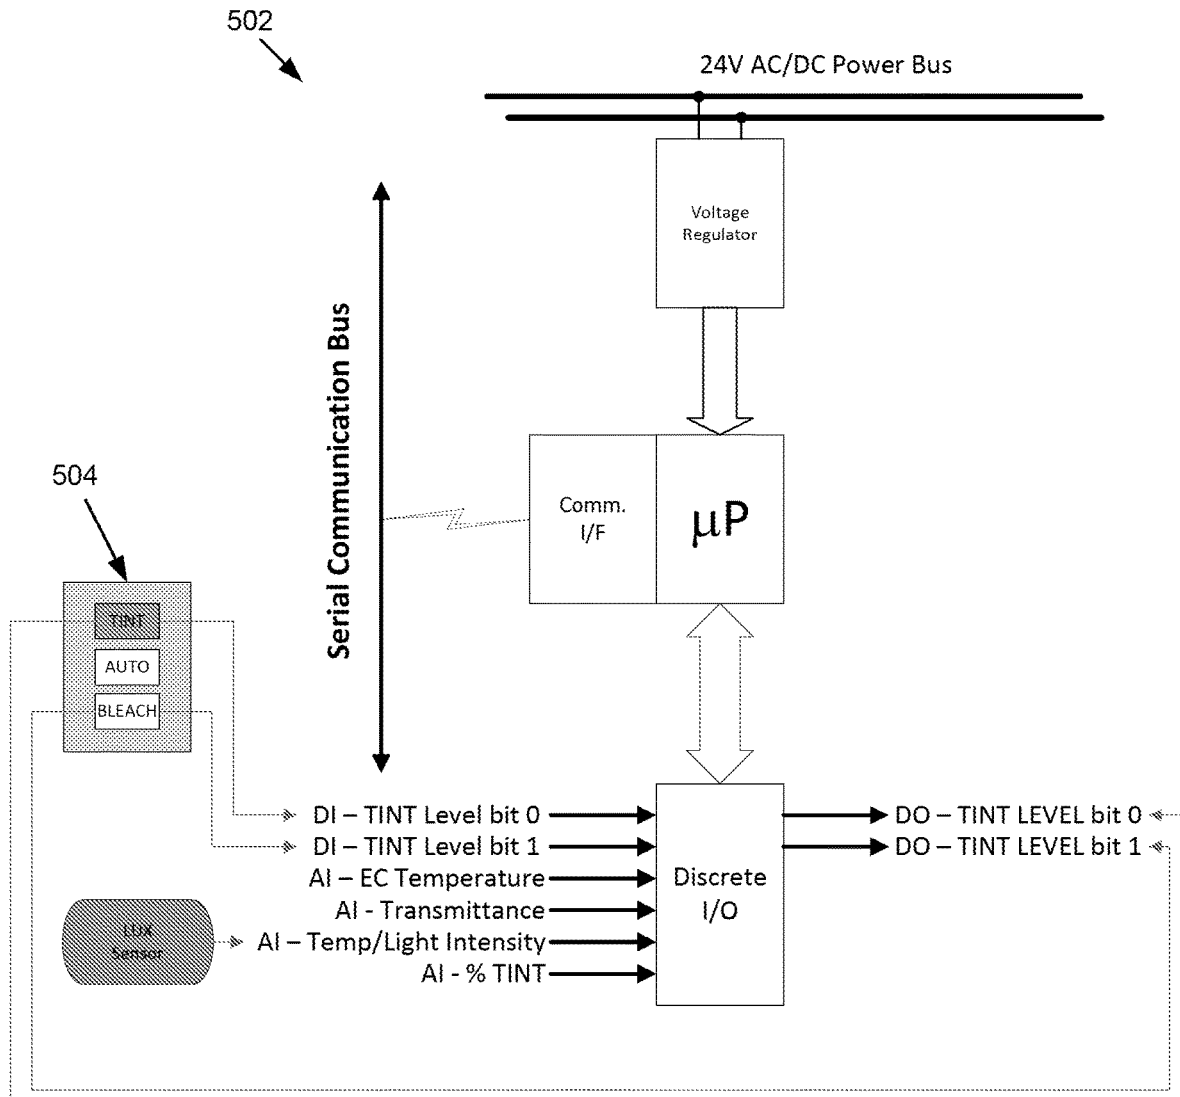 502
24V AC/DC Power Bus
Voltage
Regulator
Serial Communication Bus
Comm.
I/F
µP
504
TINT
AUTO
BLEACH
DI – TINT Level bit 0
DI – TINT Level bit 1
AI – EC Temperature
AI - Transmittance
AI – Temp/Light Intensity
AI - % TINT
Discrete
I/O
DO – TINT LEVEL bit 0
DO – TINT LEVEL bit 1
LUX
Sensor